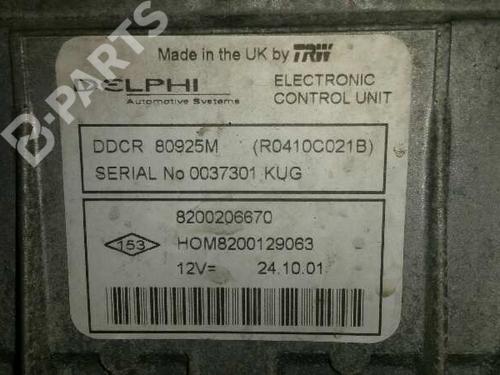 Made in the UK by TRW
DELPHI
Automotive Systems
ELECTRONIC
CONTROL UNIT
DDCR 80925M (R0410C021B)
SERIAL No 0037301 KUG
8200206670
153
HOM8200129063
12V= 24.10.01
B-PARTS